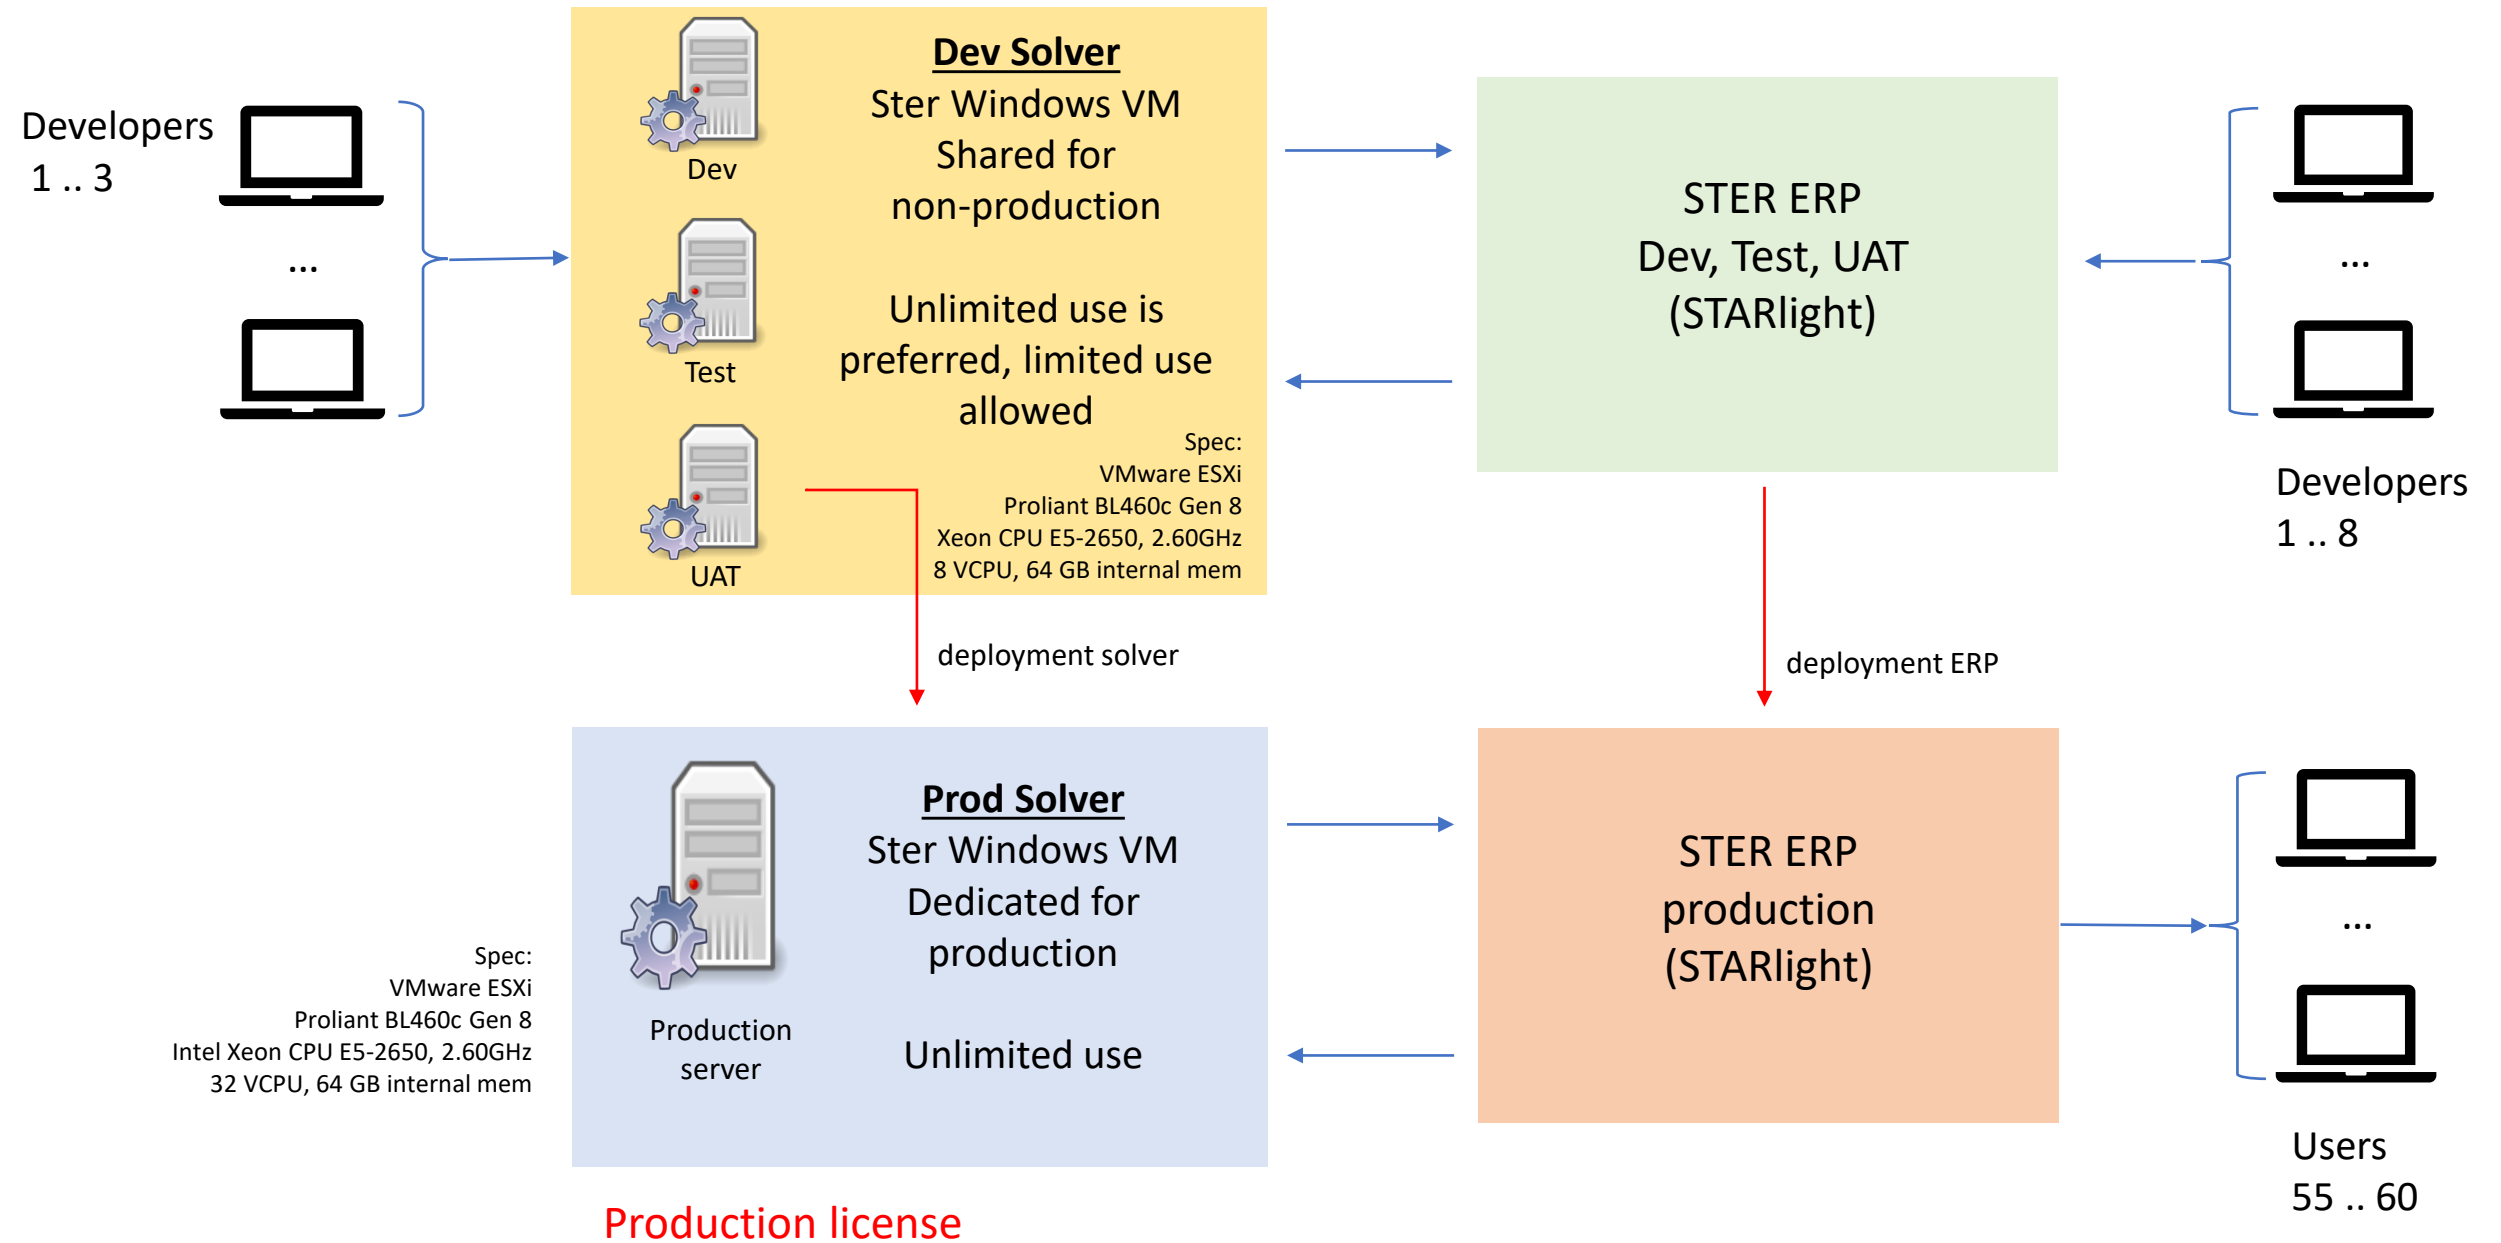 Developers
1 .. 3
...
Dev
Test
UAT
Dev Solver
Ster Windows VM
Shared for
non-production
Unlimited use is
preferred, limited use
allowed
Spec:
VMware ESXi
Proliant BL460c Gen 8
Xeon CPU E5-2650, 2.60GHz
8 VCPU, 64 GB internal mem
STER ERP
Dev, Test, UAT
(STARlight)
...
Developers
1 .. 8
deployment solver
deployment ERP
Spec:
VMware ESXi
Proliant BL460c Gen 8
Intel Xeon CPU E5-2650, 2.60GHz
32 VCPU, 64 GB internal mem
Production
server
Prod Solver
Ster Windows VM
Dedicated for
production
Unlimited use
STER ERP
production
(STARlight)
...
Users
55 .. 60
Production license